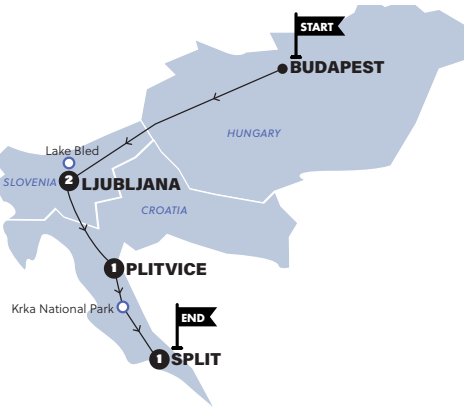 START
BUDAPEST
HUNGARY
Lake Bled
SLOVENIA
2 LJUBLJANA
CROATIA
1 PLITVICE
Krka National Park
END
1 SPLIT